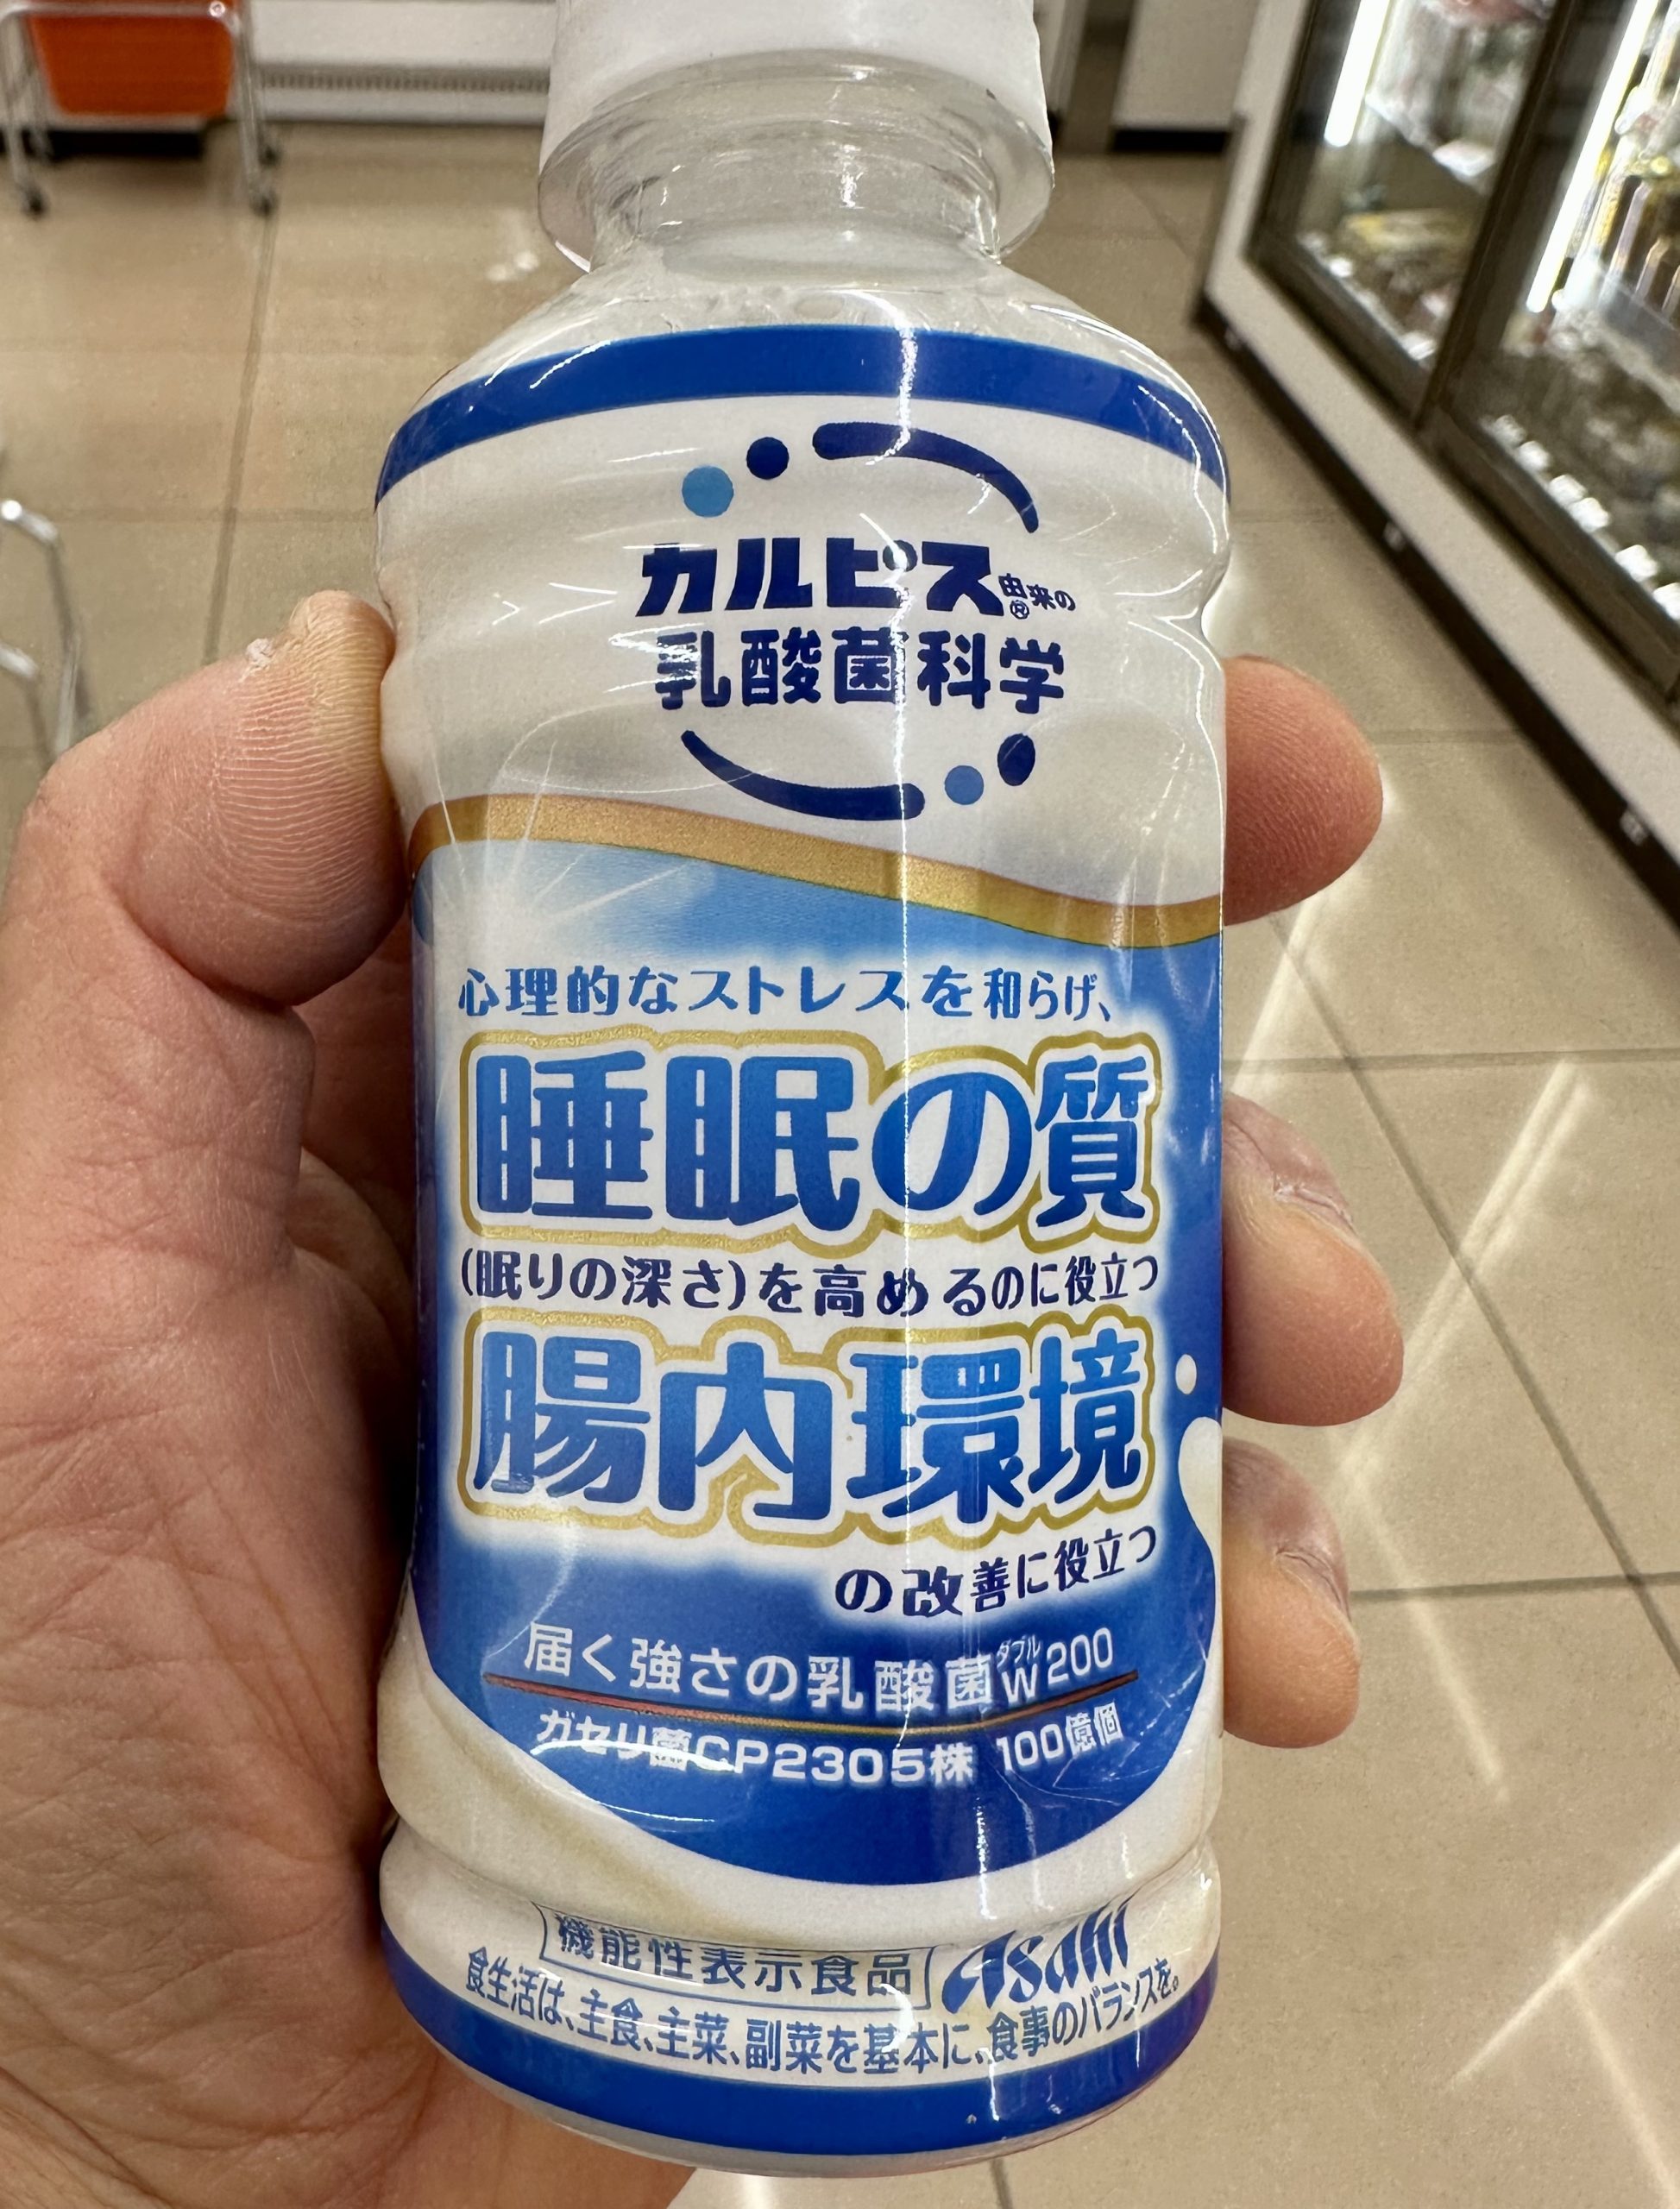 カルピス®由来の
乳酸菌科学
心理的なストレスを和らげ、
睡眠の質
(眠りの深さ)を高めるのに役立つ
腸内環境
の改善に役立つ
届く強さの乳酸菌W200
ダブル
ガセリ菌CP2305株 100億個
機能性表示食品 Asahi
食生活は、主食、主菜、副菜を基本に、食事のバランスを。